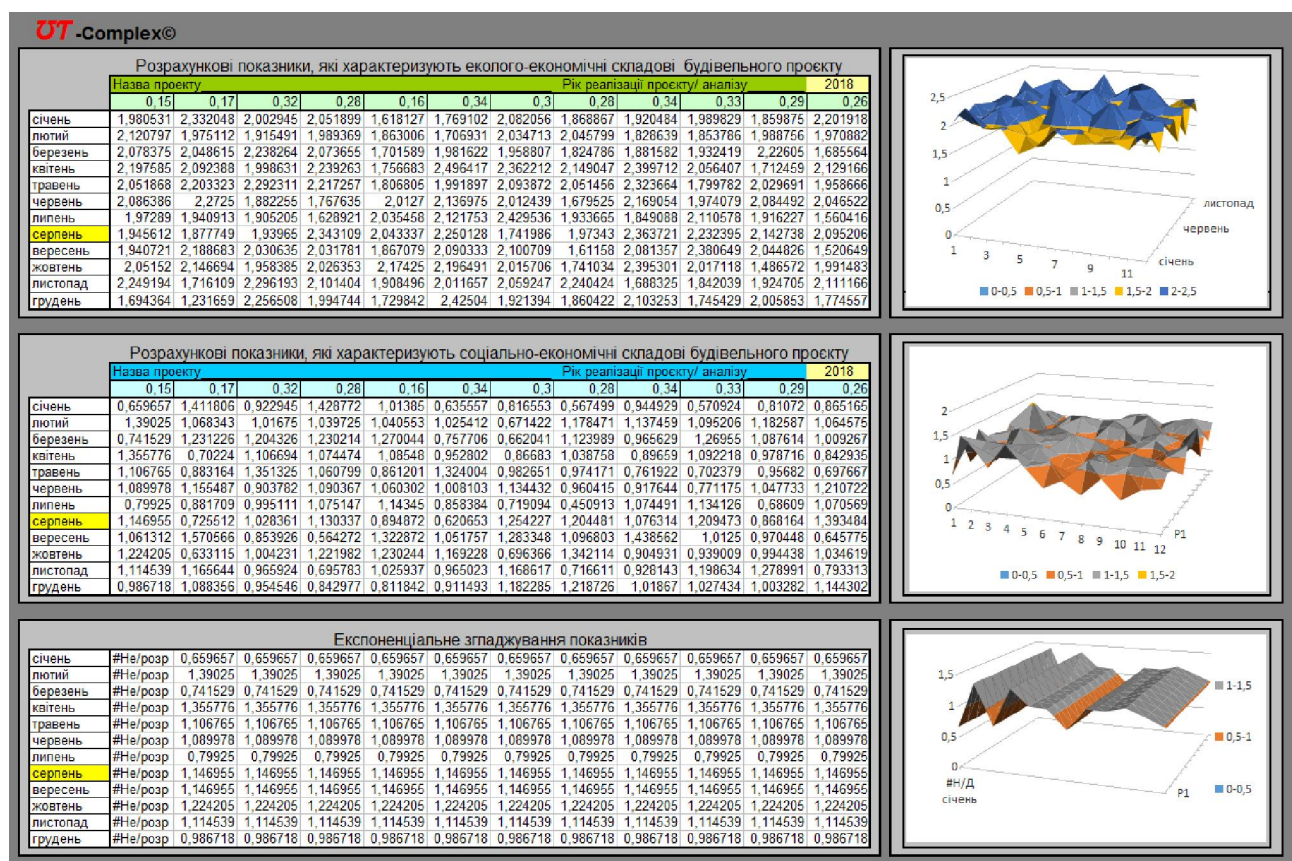 ƱT -Complex©
Розрахункові показники, які характеризують еколого-економічні складові будівельного проєкту
Назва проекту Рік реалізації проєкту/ аналізу 2018
0,15 0,17 0,32 0,28 0,16 0,34 0,3 0,28 0,34 0,33 0,29 0,26
січень 1,980531 2,332048 2,002945 2,051899 1,618127 1,769102 2,082056 1,868867 1,920484 1,989829 1,859875 2,201918
лютий 2,120797 1,975112 1,915491 1,989369 1,863006 1,706931 2,034713 2,045799 1,828639 1,853786 1,988756 1,970882
березень 2,078375 2,048615 2,238264 2,073655 1,701589 1,981622 1,958807 1,824786 1,881582 1,932419 2,22605 1,685564
квітень 2,197585 2,092388 1,998631 2,239263 1,756683 2,496417 2,362212 2,149047 2,399712 2,056407 1,712459 2,129166
травень 2,051868 2,203323 2,292311 2,217257 1,806805 1,991897 2,093872 2,051456 2,323664 1,799782 2,029691 1,958666
червень 2,086386 2,2725 1,882255 1,767635 2,0127 2,136975 2,012439 1,679525 2,169054 1,974079 2,084492 2,046522
липень 1,97289 1,940913 1,905205 1,628921 2,035458 2,121753 2,429536 1,933665 1,849088 2,110578 1,916227 1,560416
серпень 1,945612 1,877749 1,93965 2,343109 2,043337 2,250128 1,741986 1,97343 2,363721 2,232395 2,142738 2,095206
вересень 1,940721 2,188683 2,030635 2,031781 1,867079 2,090333 2,100709 1,61158 2,081357 2,380649 2,044826 1,520649
жовтень 2,05152 2,146694 1,958385 2,026353 2,17425 2,196491 2,015706 1,741034 2,395301 2,017118 1,486572 1,991483
листопад 2,249194 1,716109 2,296193 2,101404 1,908496 2,011657 2,059247 2,240424 1,688325 1,842039 1,924705 2,111166
грудень 1,694364 1,231659 2,256508 1,994744 1,729842 2,42504 1,921394 1,860422 2,103253 1,745429 2,005853 1,774557
2,5
2
1,5
1
0,5
0
1 3 5 7 9 11
листопад
червень
січень
0-0,5 0,5-1 1-1,5 1,5-2 2-2,5
Розрахункові показники, які характеризують соціально-економічні складові будівельного проєкту
Назва проекту Рік реалізації проєкту/ аналізу 2018
0,15 0,17 0,32 0,28 0,16 0,34 0,3 0,28 0,34 0,33 0,29 0,26
січень 0,659657 1,411806 0,922945 1,428772 1,01385 0,635557 0,816553 0,567499 0,944929 0,570924 0,81072 0,865165
лютий 1,39025 1,068343 1,01675 1,039725 1,040553 1,025412 0,671422 1,178471 1,137459 1,095206 1,182587 1,064575
березень 0,741529 1,231226 1,204326 1,230214 1,270044 0,757706 0,662041 1,123989 0,965629 1,26955 1,087614 1,009267
квітень 1,355776 0,70224 1,106694 1,074474 1,08548 0,952802 0,86683 1,038758 0,89659 1,092218 0,978716 0,842935
травень 1,106765 0,883164 1,351325 1,060799 0,861201 1,324004 0,982651 0,974171 0,761922 0,702379 0,95682 0,697667
червень 1,089978 1,155487 0,903782 1,090367 1,060302 1,008103 1,134432 0,960415 0,917644 0,771175 1,047733 1,210722
липень 0,79925 0,881709 0,995111 1,075147 1,14345 0,858384 0,719094 0,450913 1,074491 1,134126 0,68609 1,070569
серпень 1,146955 0,725512 1,028361 1,130337 0,894872 0,620653 1,254227 1,204481 1,076314 1,209473 0,868164 1,393484
вересень 1,061312 1,570566 0,853926 0,564272 1,322872 1,051757 1,283348 1,096803 1,438562 1,0125 0,970448 0,645775
жовтень 1,224205 0,633115 1,004231 1,221982 1,230244 1,169228 0,696366 1,342114 0,904931 0,939009 0,994438 1,034619
листопад 1,114539 1,165644 0,965924 0,695783 1,025937 0,965023 1,168617 0,716611 0,928143 1,198634 1,278991 0,793313
грудень 0,986718 1,088356 0,954546 0,842977 0,811842 0,911493 1,182285 1,218726 1,01867 1,027434 1,003282 1,144302
2
1,5
1
0,5
0
1 2 3 4 5 6 7 8 9 10 11 12
P1
0-0,5 0,5-1 1-1,5 1,5-2
Експоненціальне згладжування показників
січень #Не/розр 0,659657 0,659657 0,659657 0,659657 0,659657 0,659657 0,659657 0,659657 0,659657 0,659657 0,659657
лютий #Не/розр 1,39025 1,39025 1,39025 1,39025 1,39025 1,39025 1,39025 1,39025 1,39025 1,39025 1,39025
березень #Не/розр 0,741529 0,741529 0,741529 0,741529 0,741529 0,741529 0,741529 0,741529 0,741529 0,741529 0,741529
квітень #Не/розр 1,355776 1,355776 1,355776 1,355776 1,355776 1,355776 1,355776 1,355776 1,355776 1,355776 1,355776
травень #Не/розр 1,106765 1,106765 1,106765 1,106765 1,106765 1,106765 1,106765 1,106765 1,106765 1,106765 1,106765
червень #Не/розр 1,089978 1,089978 1,089978 1,089978 1,089978 1,089978 1,089978 1,089978 1,089978 1,089978 1,089978
липень #Не/розр 0,79925 0,79925 0,79925 0,79925 0,79925 0,79925 0,79925 0,79925 0,79925 0,79925 0,79925
серпень #Не/розр 1,146955 1,146955 1,146955 1,146955 1,146955 1,146955 1,146955 1,146955 1,146955 1,146955 1,146955
вересень #Не/розр 1,146955 1,146955 1,146955 1,146955 1,146955 1,146955 1,146955 1,146955 1,146955 1,146955 1,146955
жовтень #Не/розр 1,224205 1,224205 1,224205 1,224205 1,224205 1,224205 1,224205 1,224205 1,224205 1,224205 1,224205
листопад #Не/розр 1,114539 1,114539 1,114539 1,114539 1,114539 1,114539 1,114539 1,114539 1,114539 1,114539 1,114539
грудень #Не/розр 0,986718 0,986718 0,986718 0,986718 0,986718 0,986718 0,986718 0,986718 0,986718 0,986718 0,986718
1,5
1
0,5
0
#Н/Д
січень
P1
1-1,5
0,5-1
0-0,5